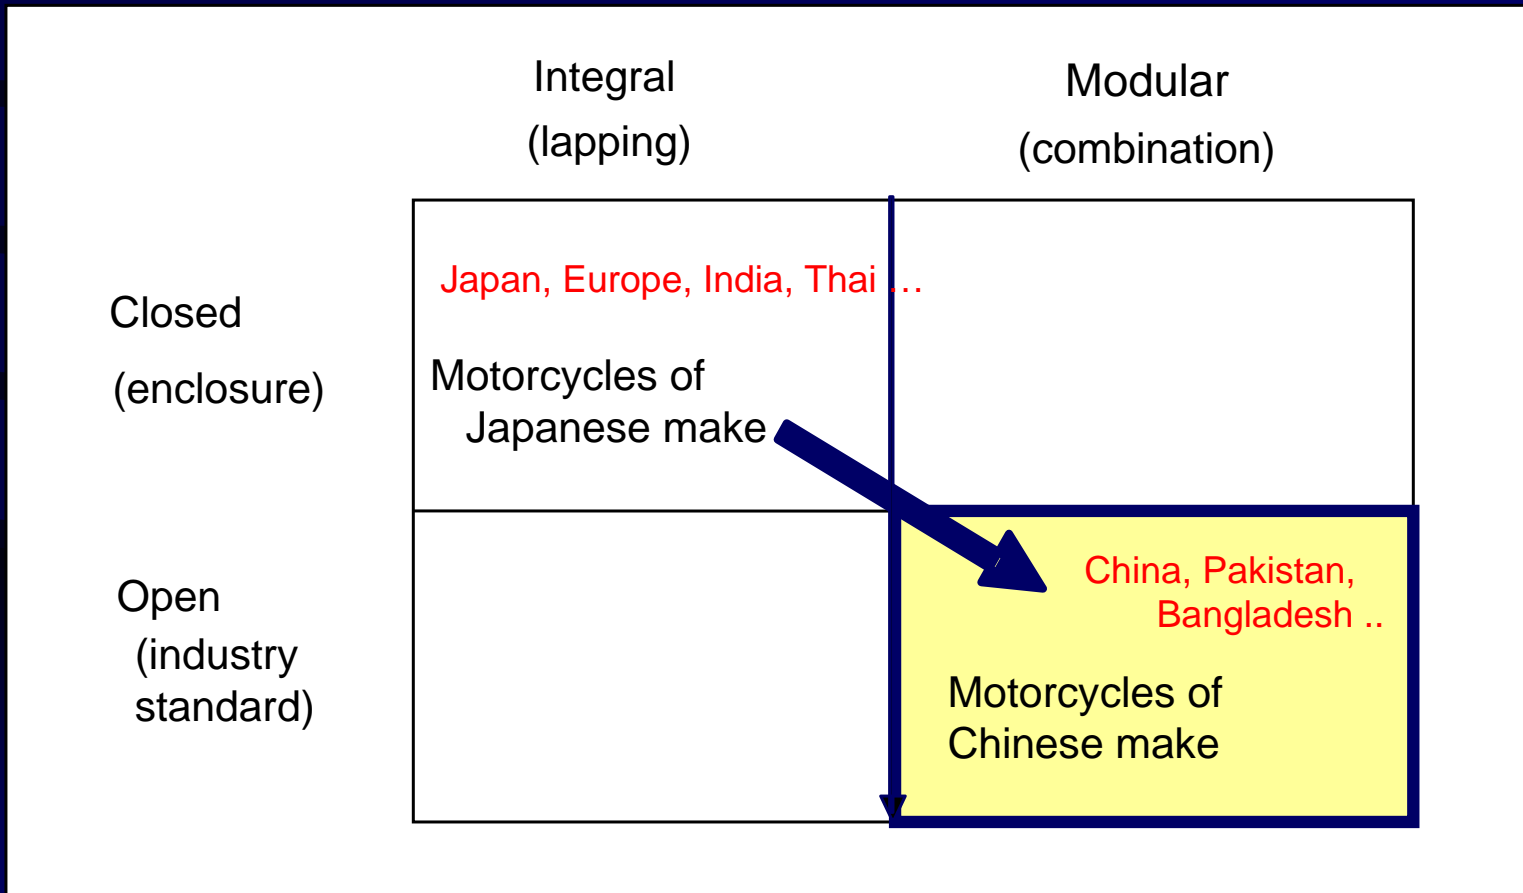 Integral
(lapping)
Modular
(combination)
Closed
(enclosure)
Japan, Europe, India, Thai …
Motorcycles of
Japanese make
Open
(industry
standard)
China, Pakistan,
Bangladesh ..
Motorcycles of
Chinese make